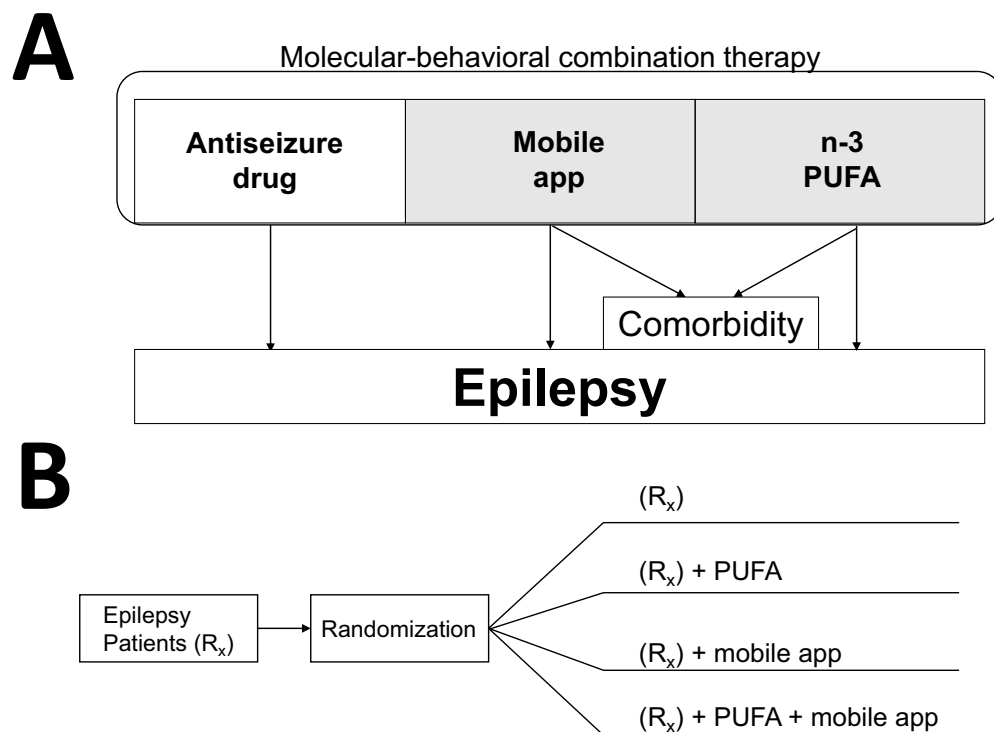 A
Molecular-behavioral combination therapy
Antiseizure
drug
Mobile
app
n-3
PUFA
Comorbidity
Epilepsy
B
Epilepsy
Patients (Rₓ)
Randomization
(Rₓ)
(Rₓ) + PUFA
(Rₓ) + mobile app
(Rₓ) + PUFA + mobile app